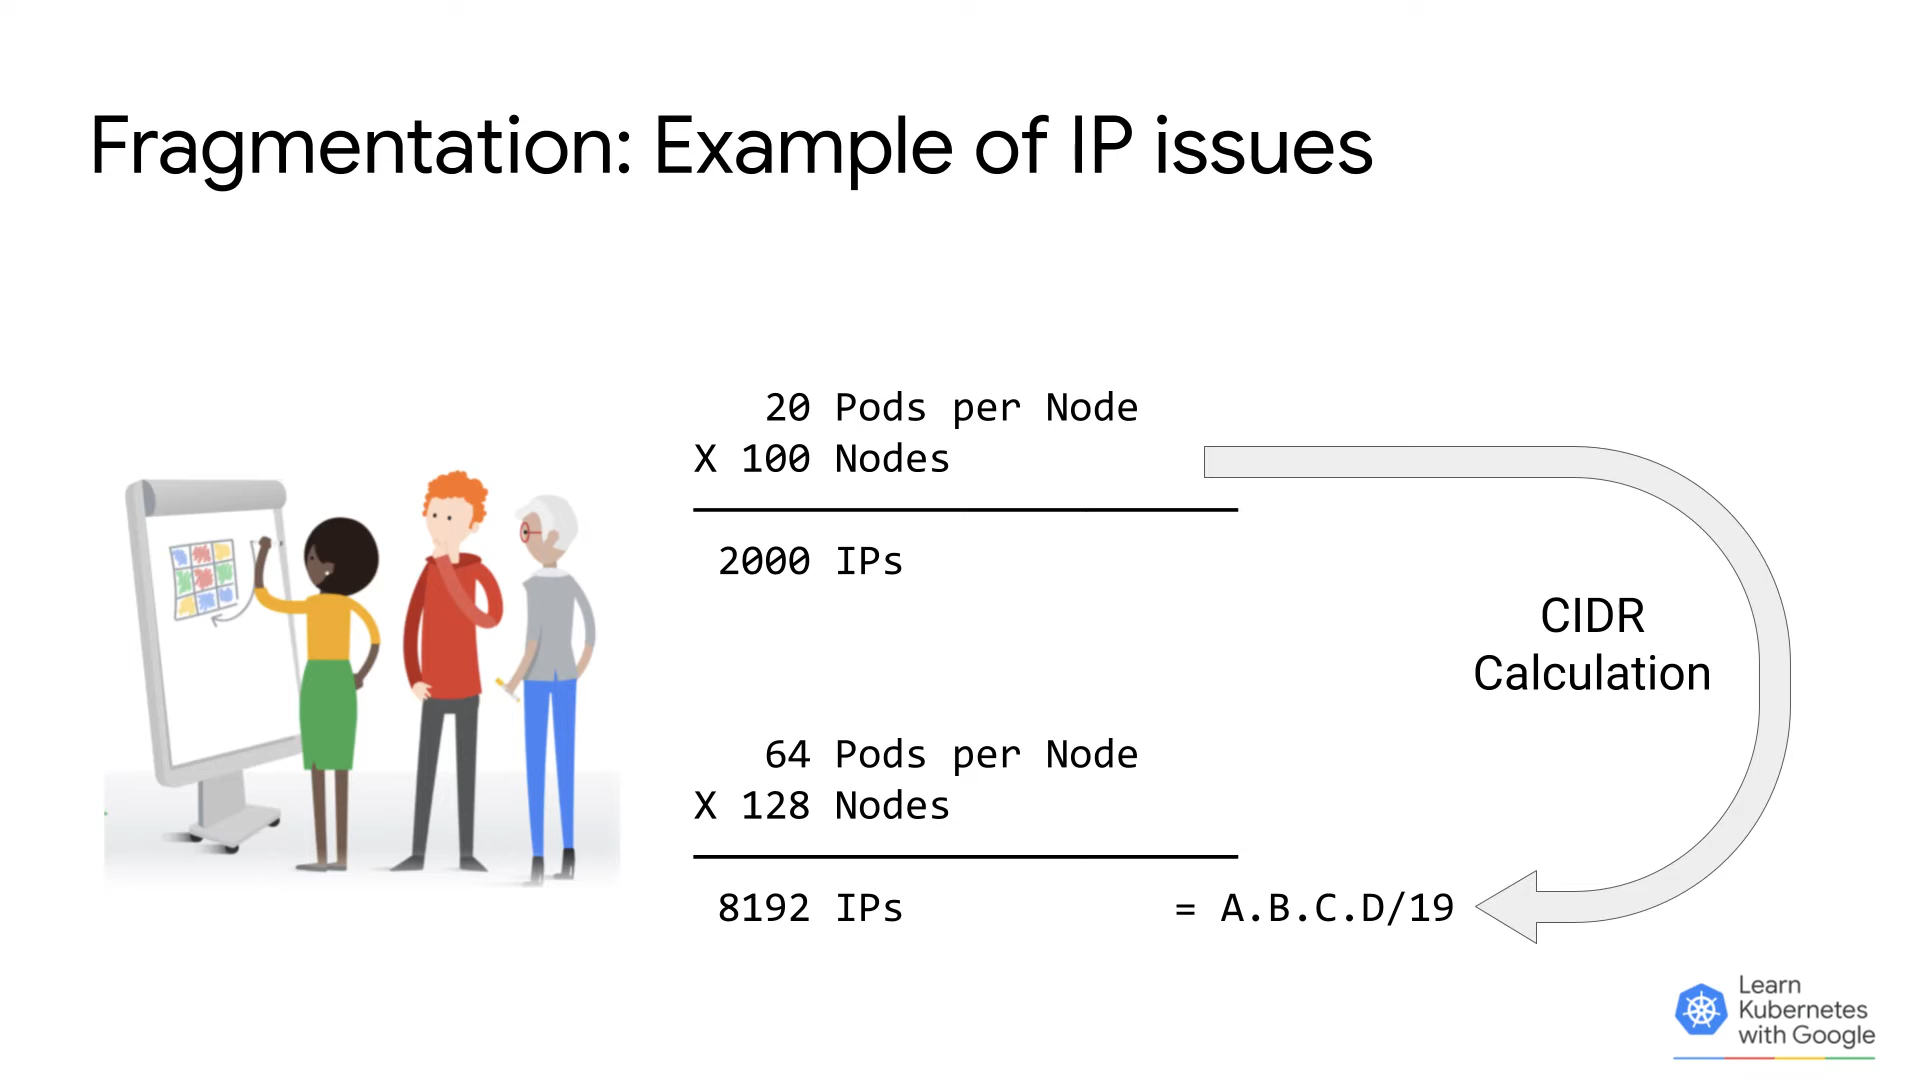 Fragmentation: Example of IP issues
20 Pods per Node
X 100 Nodes
2000 IPs
CIDR
Calculation
64 Pods per Node
X 128 Nodes
8192 IPs = A.B.C.D/19
Learn
Kubernetes
with Google